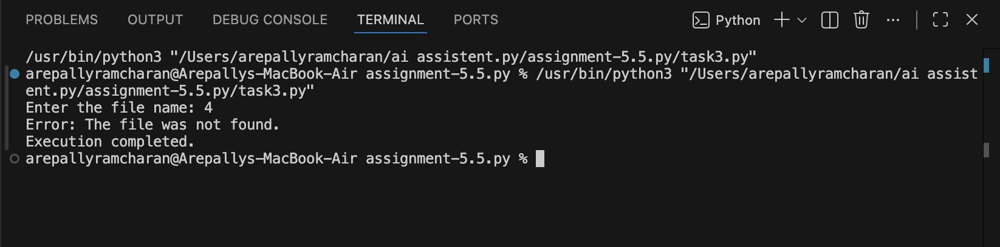 PROBLEMS OUTPUT DEBUG CONSOLE TERMINAL PORTS Python
/usr/bin/python3 "/Users/arepallyramcharan/ai assistent.py/assignment-5.5.py/task3.py"
arepallyramcharan@Arepallys-MacBook-Air assignment-5.5.py % /usr/bin/python3 "/Users/arepallyramcharan/ai assist
ent.py/assignment-5.5.py/task3.py"
Enter the file name: 4
Error: The file was not found.
Execution completed.
arepallyramcharan@Arepallys-MacBook-Air assignment-5.5.py %